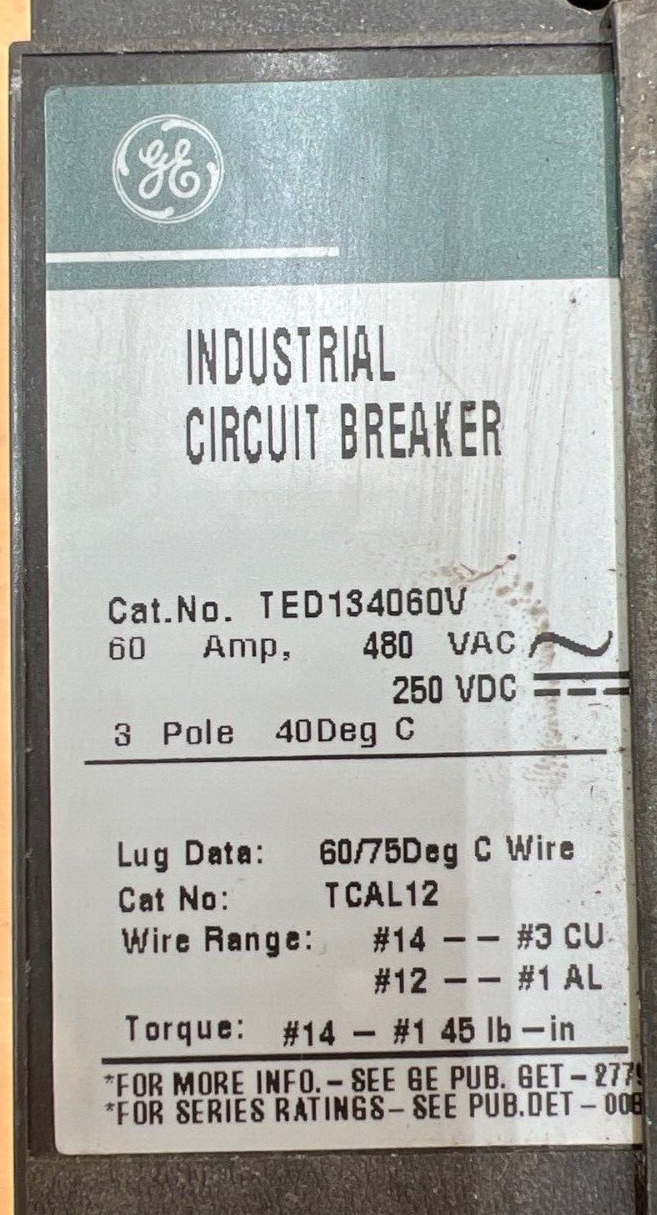 GE
INDUSTRIAL
CIRCUIT BREAKER
Cat.No. TED134060V
60 Amp, 480 VAC
250 VDC
3 Pole 40Deg C
Lug Data: 60/75Deg C Wire
Cat No: TCAL12
Wire Range: #14 – – #3 CU
#12 – – #1 AL
Torque: #14 – #1 45 lb–in
*FOR MORE INFO.– SEE GE PUB. GET –
*FOR SERIES RATINGS– SEE PUB.DET –